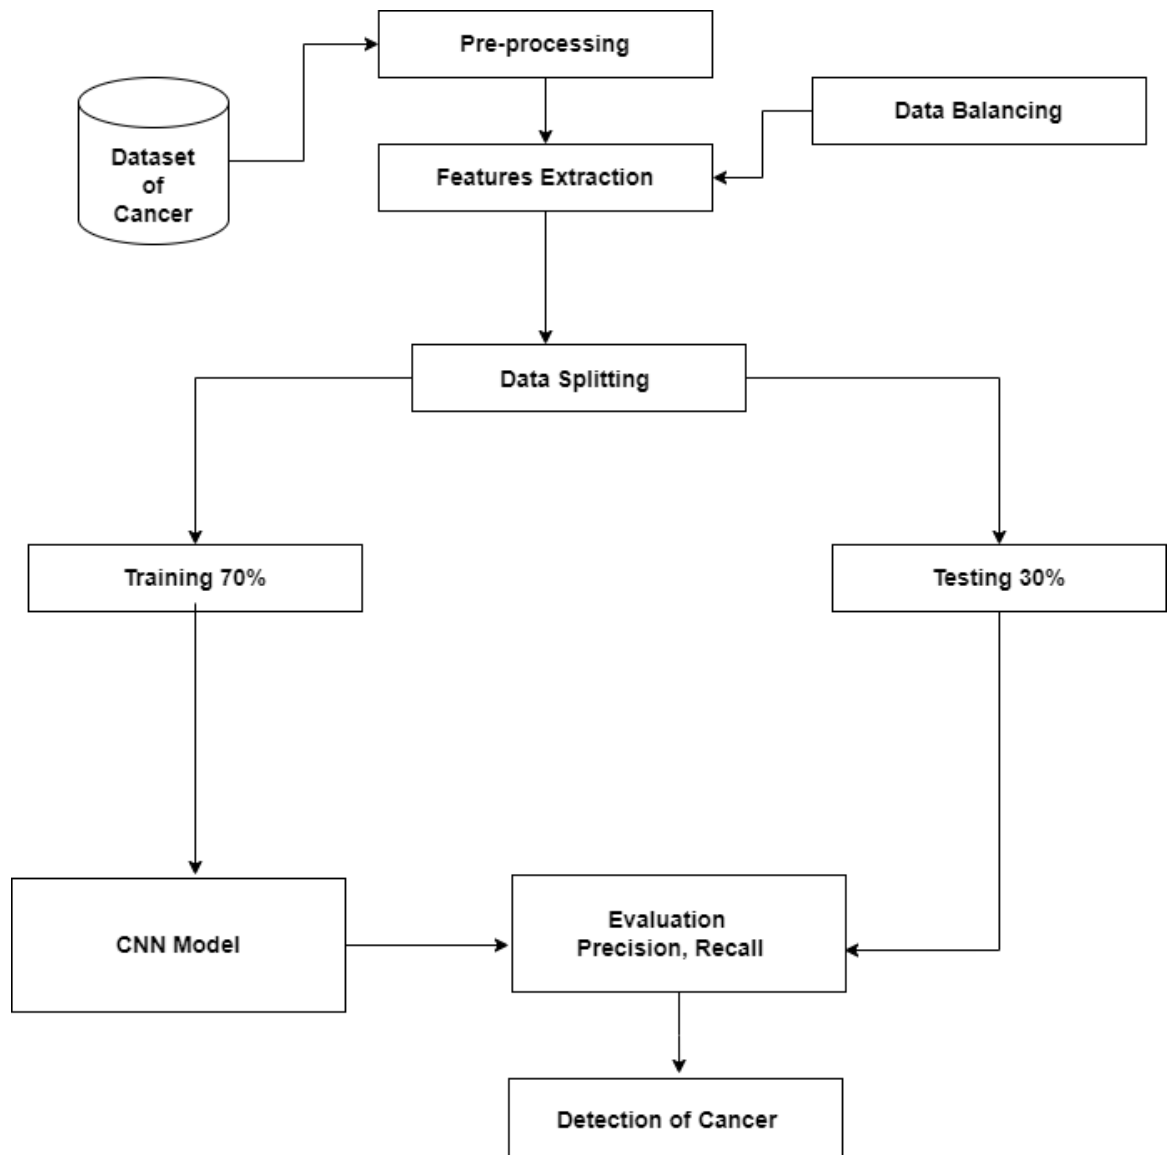 Pre-processing
Data Balancing
Dataset
of
Cancer
Features Extraction
Data Splitting
Training 70%
Testing 30%
CNN Model
Evaluation
Precision, Recall
Detection of Cancer